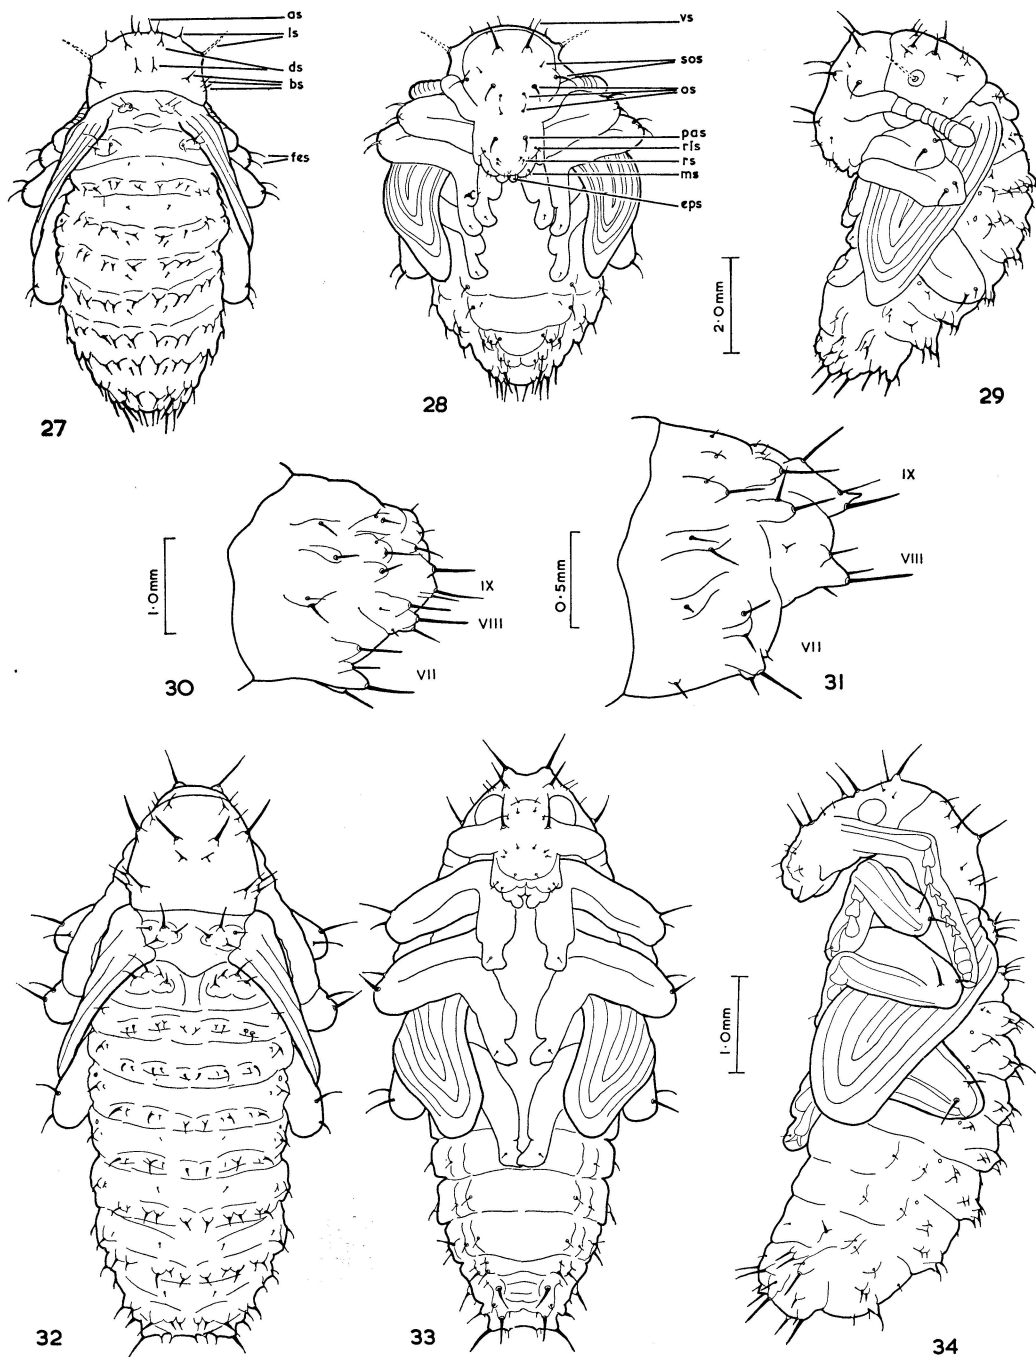 as
ls
ds
bs
fes
27
vs
sos
os
pas
rls
rs
ms
eps
28
2·0mm
29
1·0mm
IX
VIII
VII
30
0·5mm
IX
VIII
VII
31
32
33
1·0mm
34